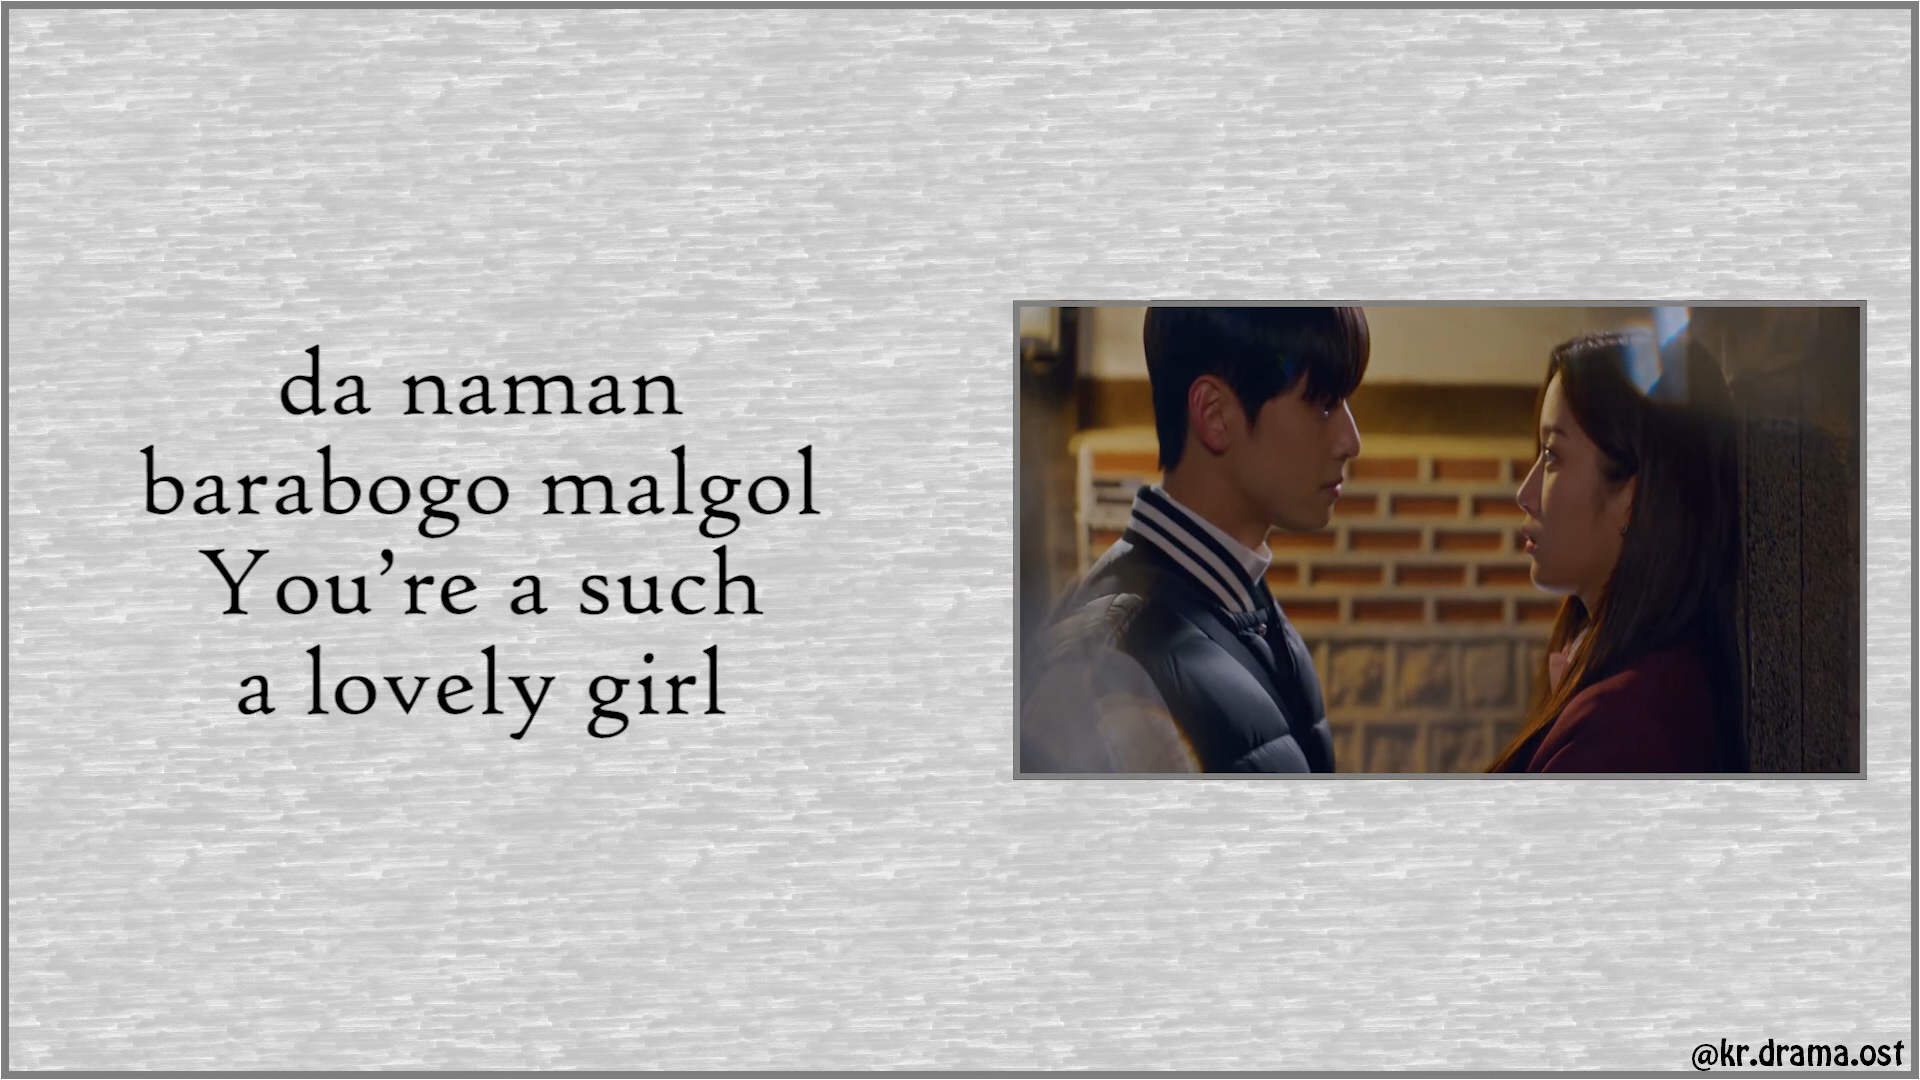 da naman
barabogo malgol
You’re a such
a lovely girl
@kr.drama.ost